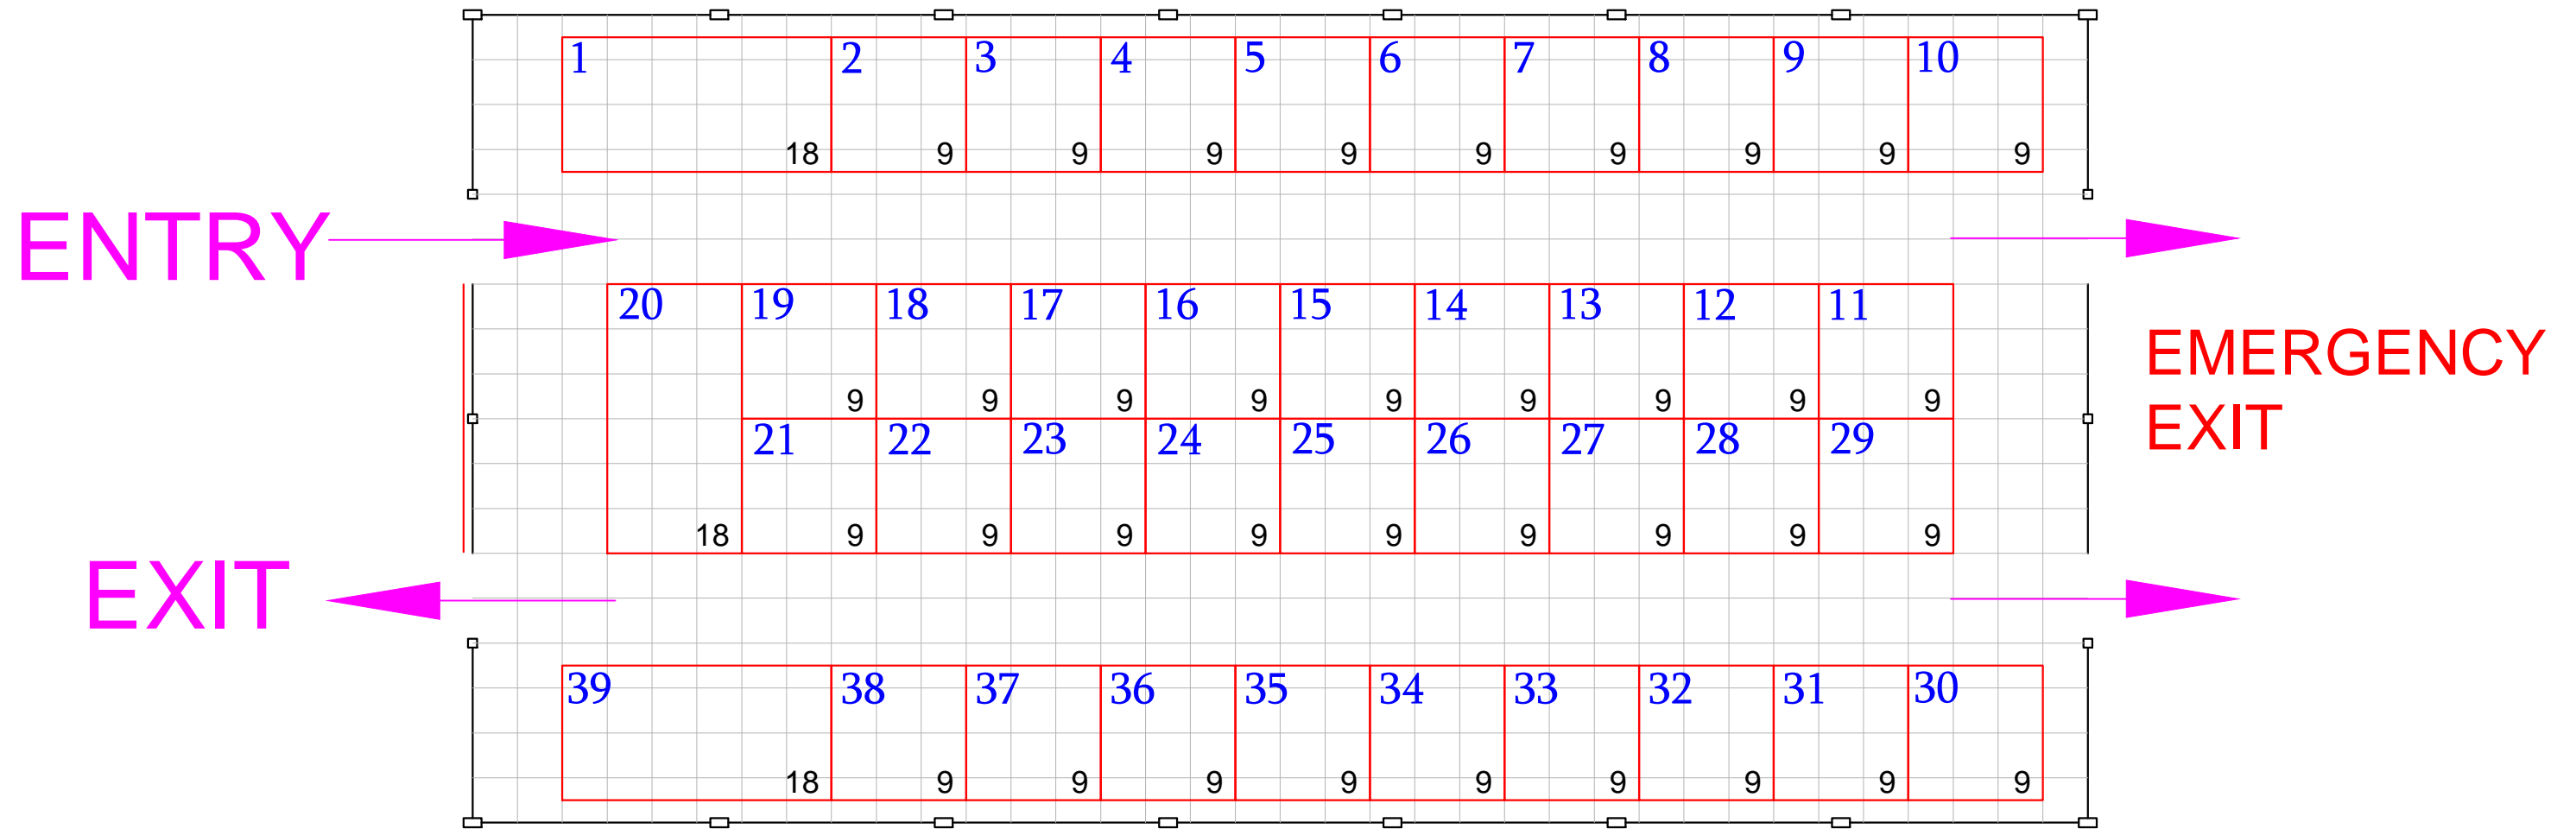 1 2 3 4 5 6 7 8 9 10
18 9 9 9 9 9 9 9 9 9
ENTRY
20 19 18 17 16 15 14 13 12 11
9 9 9 9 9 9 9 9 9
EMERGENCY
EXIT
21 22 23 24 25 26 27 28 29
18 9 9 9 9 9 9 9 9 9
EXIT
39 38 37 36 35 34 33 32 31 30
18 9 9 9 9 9 9 9 9 9